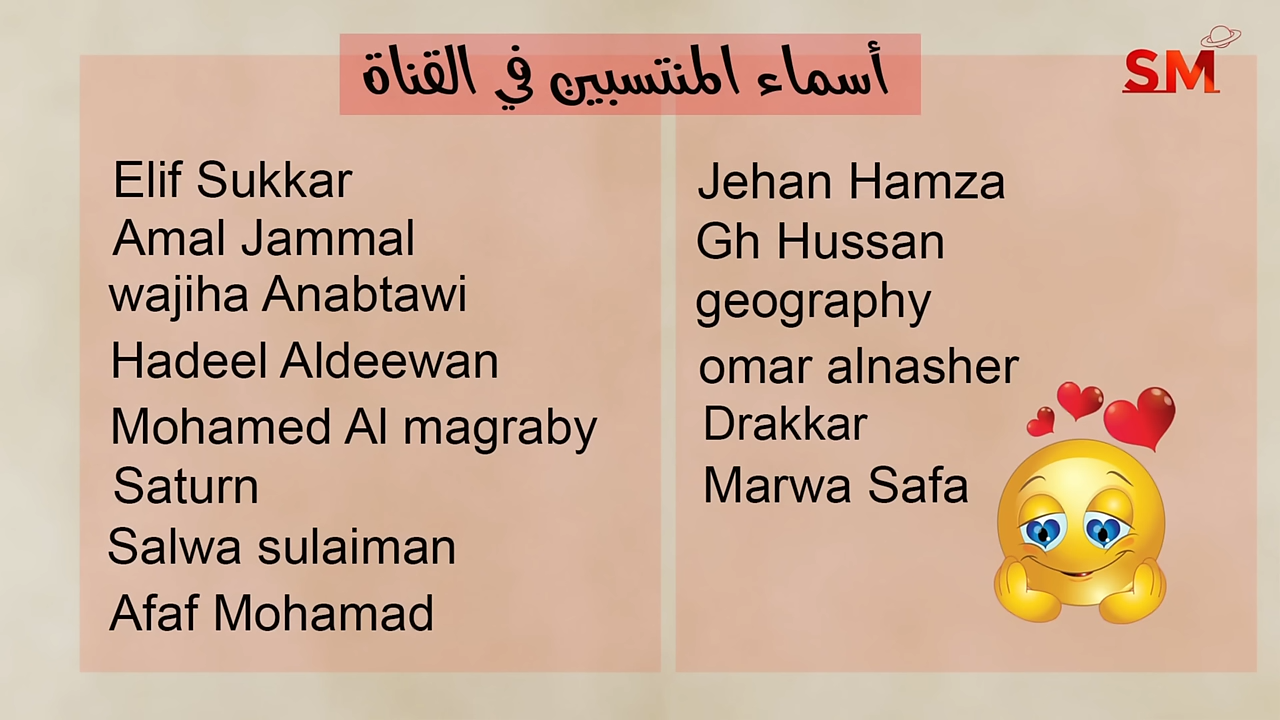 أسماء المنتسبين في القناة
SM
Elif Sukkar
Amal Jammal
wajiha Anabtawi
Hadeel Aldeewan
Mohamed Al magraby
Saturn
Salwa sulaiman
Afaf Mohamad
Jehan Hamza
Gh Hussan
geography
omar alnasher
Drakkar
Marwa Safa